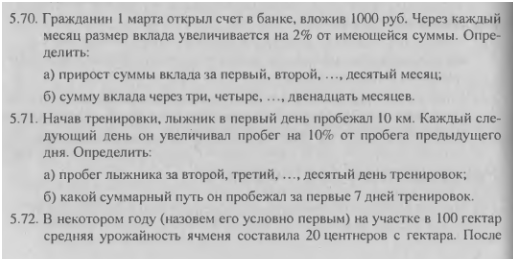 5.70. Гражданин 1 марта открыл счет в банке, вложив 1000 руб. Через каждый
месяц размер вклада увеличивается на 2% от имеющейся суммы. Опре-
делить:
а) прирост суммы вклада за первый, второй, ..., десятый месяц;
б) сумму вклада через три, четыре, ..., двенадцать месяцев.
5.71. Начав тренировки, лыжник в первый день пробежал 10 км. Каждый сле-
дующий день он увеличивал пробег на 10% от пробега предыдущего
дня. Определить:
а) пробег лыжника за второй, третий, ..., десятый день тренировок;
б) какой суммарный путь он пробежал за первые 7 дней тренировок.
5.72. В некотором году (назовем его условно первым) на участке в 100 гектар
средняя урожайность ячменя составила 20 центнеров с гектара. После